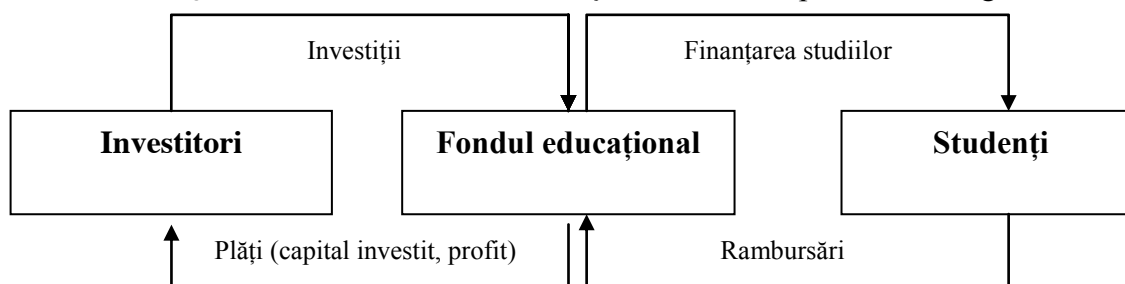 Investiții
Finanțarea studiilor
Investitori
Fondul educațional
Studenți
Plăți (capital investit, profit)
Rambursări